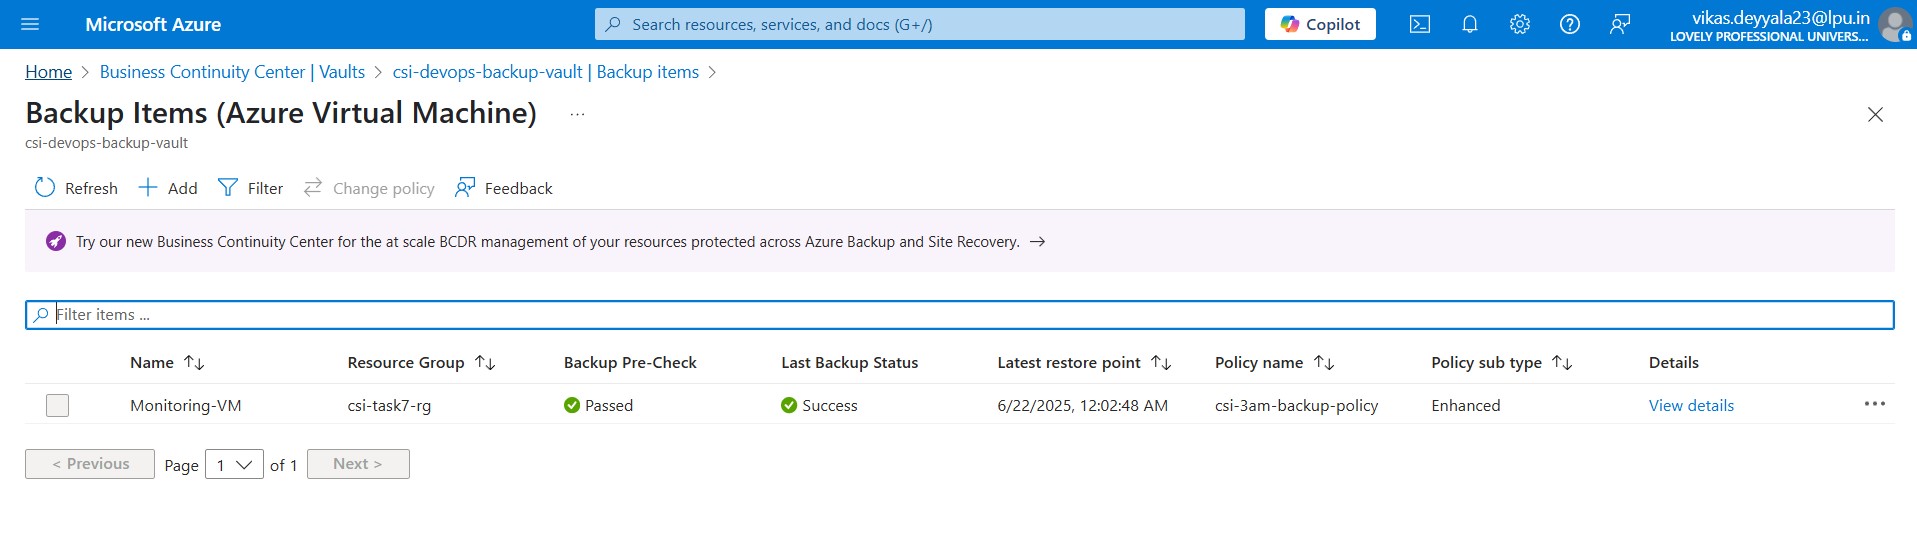 Microsoft Azure
Search resources, services, and docs (G+/)
Copilot
vikas.deyyala23@lpu.in
LOVELY PROFESSIONAL UNIVERS...
Home > Business Continuity Center | Vaults > csi-devops-backup-vault | Backup items >
Backup Items (Azure Virtual Machine) ...
csi-devops-backup-vault
Refresh + Add Filter Change policy Feedback
Try our new Business Continuity Center for the at scale BCDR management of your resources protected across Azure Backup and Site Recovery. →
Filter items ...
Name ↑↓ Resource Group ↑↓ Backup Pre-Check Last Backup Status Latest restore point ↑↓ Policy name ↑↓ Policy sub type ↑↓ Details
Monitoring-VM csi-task7-rg Passed Success 6/22/2025, 12:02:48 AM csi-3am-backup-policy Enhanced View details ...
< Previous Page 1 of 1 Next >